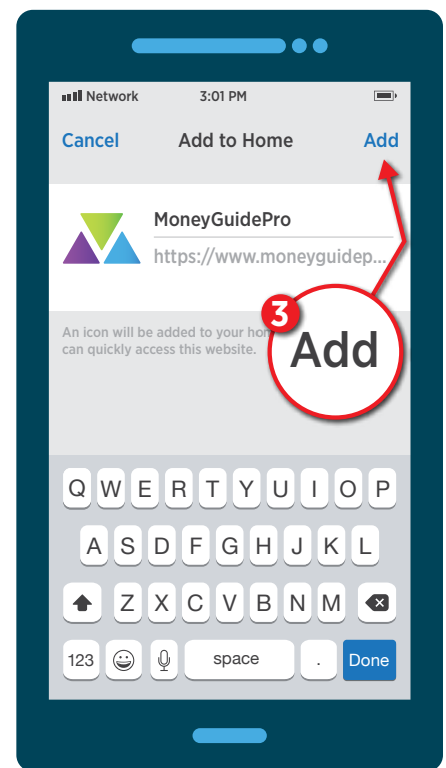 Network 3:01 PM
Cancel Add to Home Add
MoneyGuidePro
https://www.moneyguidep...
3
Add
An icon will be added to your
can quickly access this website.
Q W E R T Y U I O P
A S D F G H J K L
Z X C V B N M
123 space . Done